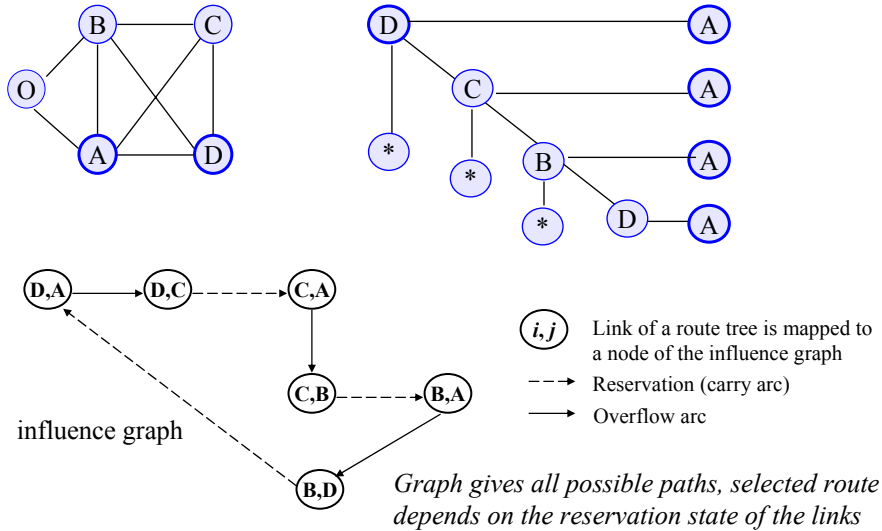 B
C
O
A
D
D
A
C
A
*
B
A
*
*
D
A
D,A
D,C
C,A
C,B
B,A
B,D
influence graph
i, j
Link of a route tree is mapped to
a node of the influence graph
Reservation (carry arc)
Overflow arc
Graph gives all possible paths, selected route
depends on the reservation state of the links